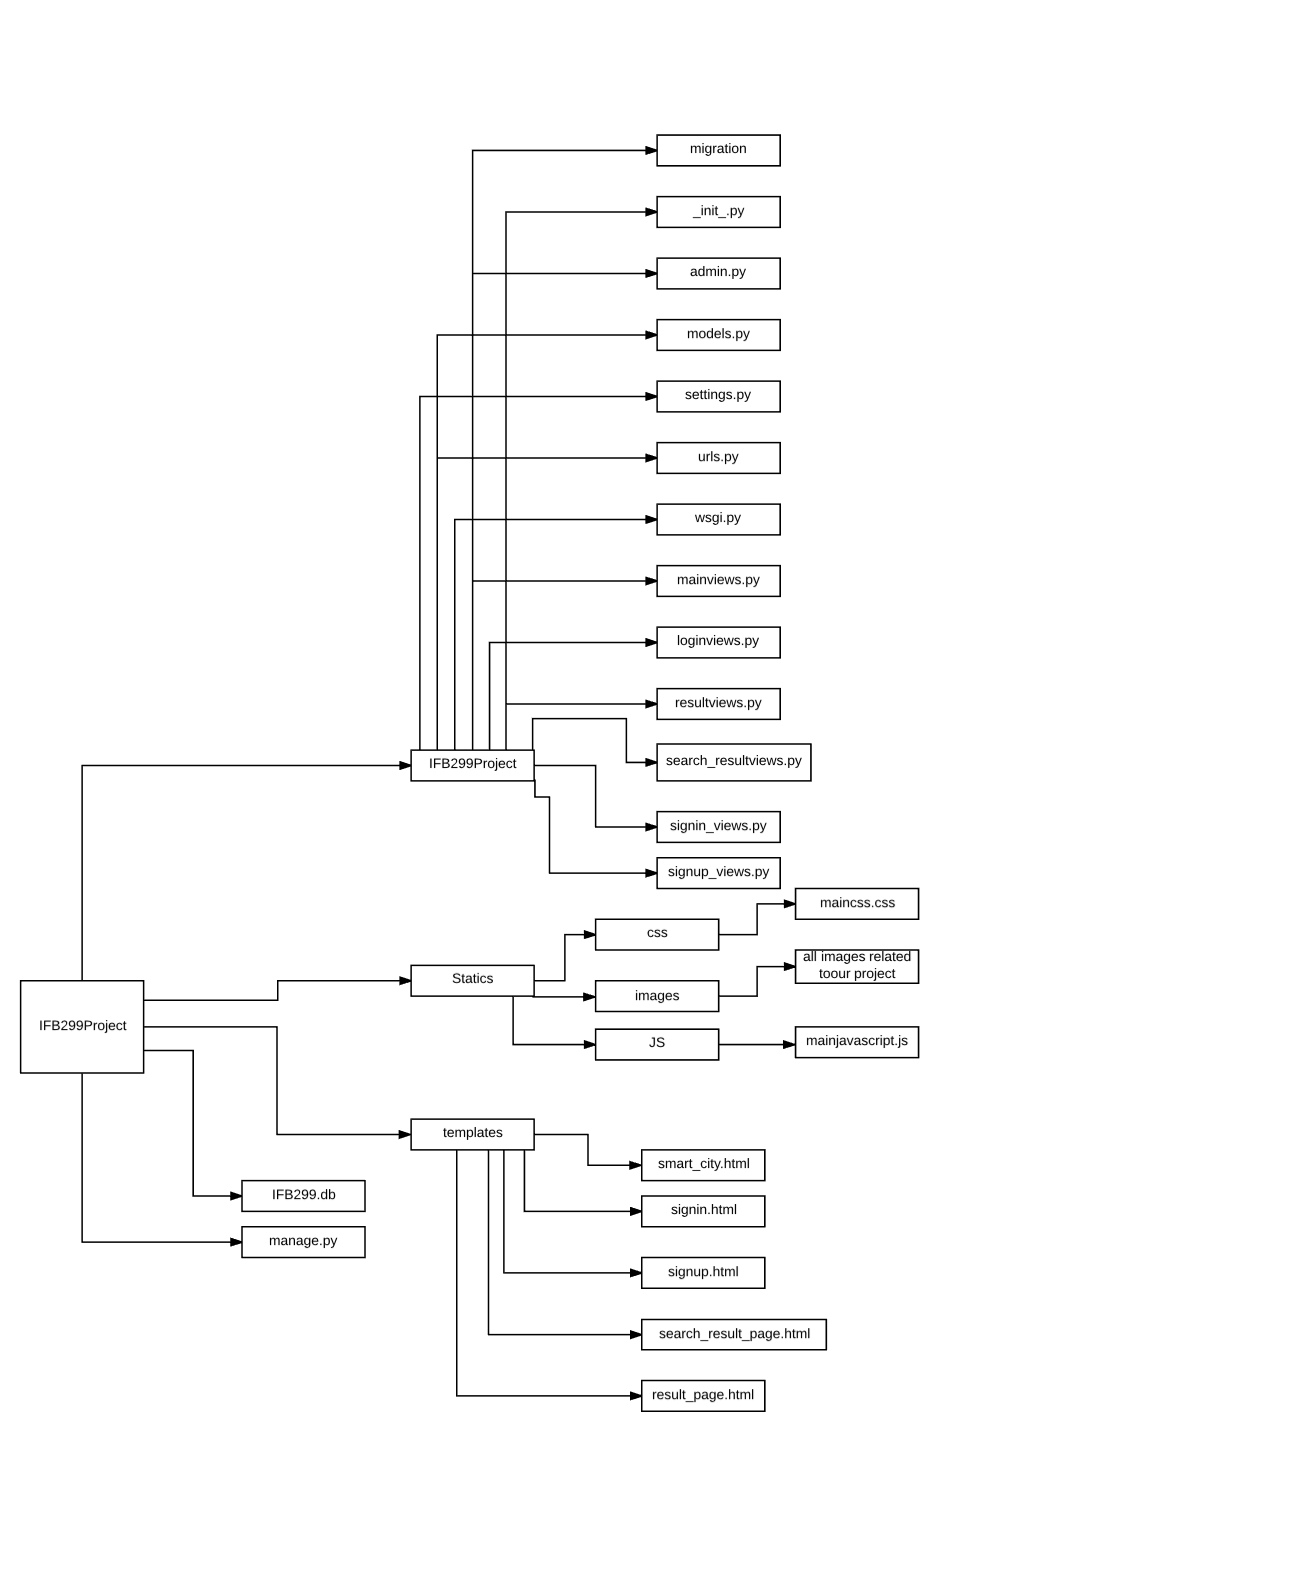 migration
_init_.py
admin.py
models.py
settings.py
urls.py
wsgi.py
mainviews.py
loginviews.py
resultviews.py
IFB299Project
search_resultviews.py
signin_views.py
signup_views.py
maincss.css
css
all images related
toour project
Statics
images
IFB299Project
JS
mainjavascript.js
templates
smart_city.html
IFB299.db
signin.html
manage.py
signup.html
search_result_page.html
result_page.html